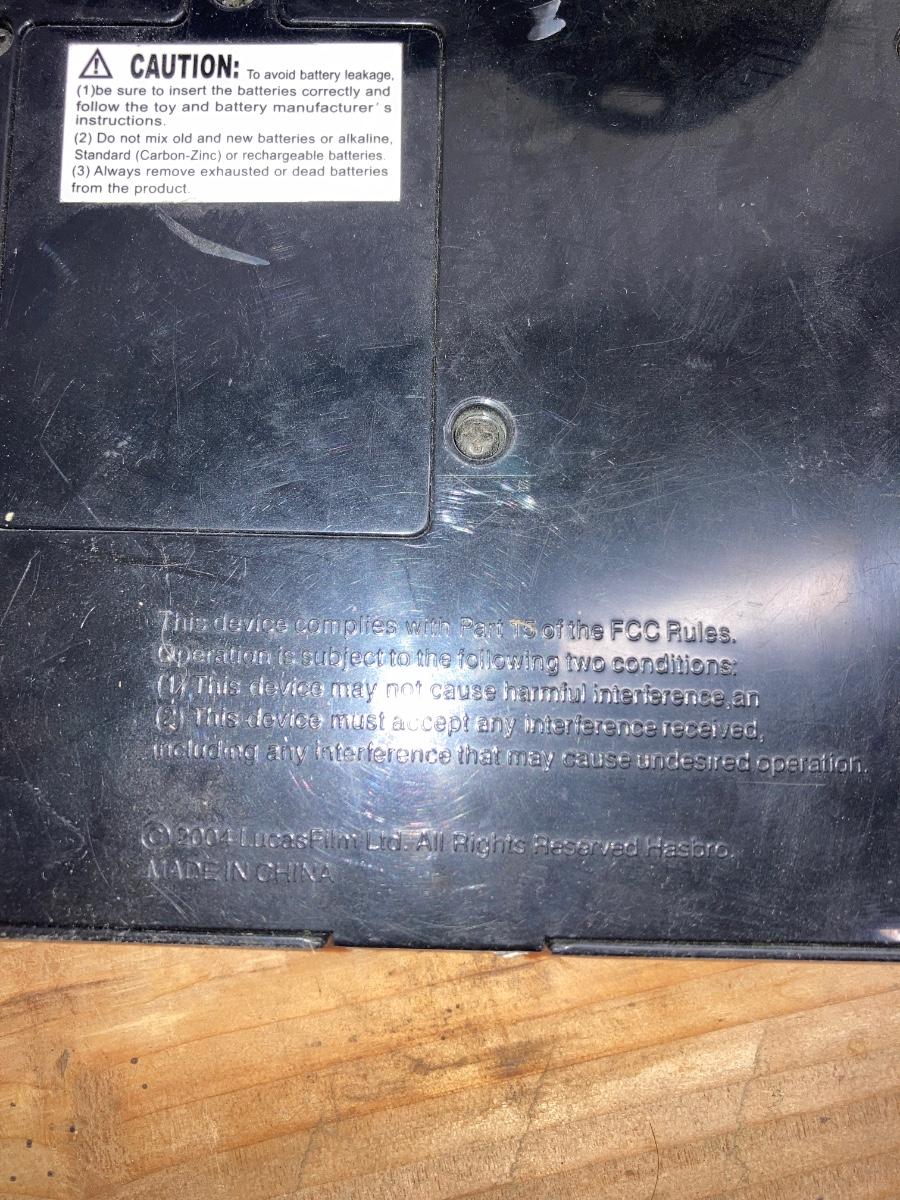 CAUTION: To avoid battery leakage,
(1)be sure to insert the batteries correctly and
follow the toy and battery manufacturer's
instructions.
(2) Do not mix old and new batteries or alkaline,
Standard (Carbon-Zinc) or rechargeable batteries.
(3) Always remove exhausted or dead batteries
from the product.
This device complies with Part 15 of the FCC Rules.
Operation is subject to the following two conditions:
(1) This device may not cause harmful interference,an
(2) This device must accept any interference received,
including any interference that may cause undesired operation.
© 2004 LucasFilm Ltd. All Rights Reserved Hasbro.
MADE IN CHINA